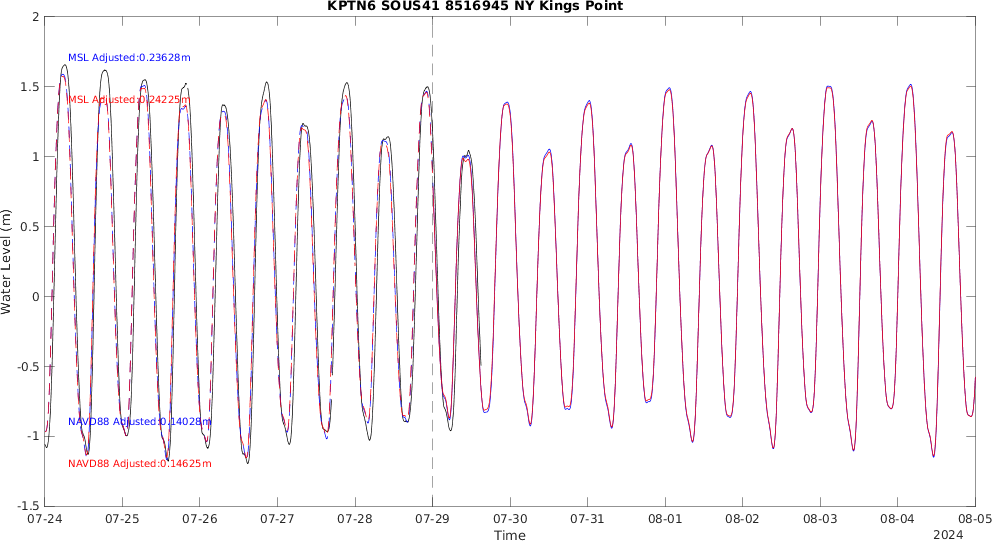 KPTN6 SOUS41 8516945 NY Kings Point
2
1.5
1
0.5
0
-0.5
-1
-1.5
Water Level (m)
MSL Adjusted:0.23628m
MSL Adjusted:0.24225m
NAVD88 Adjusted:0.14028m
NAVD88 Adjusted:0.14625m
07-24 07-25 07-26 07-27 07-28 07-29 07-30 07-31 08-01 08-02 08-03 08-04 08-05
Time
2024